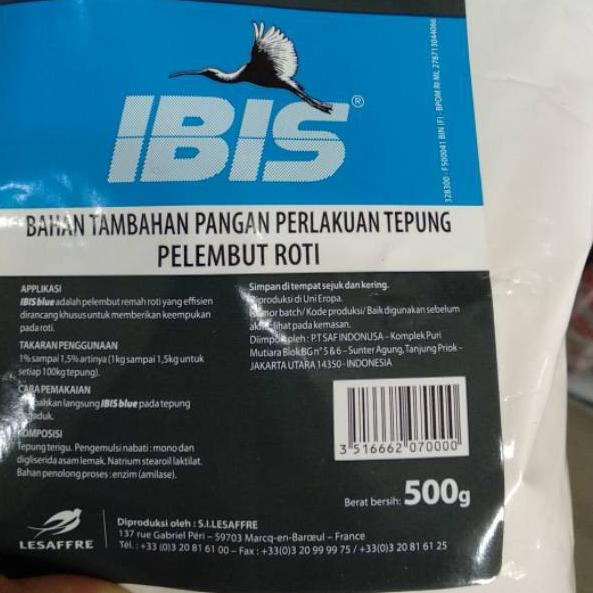 IBIS®
328300 - F500041 BIN (F) - BPOM RI ML 278713044066
BAHAN TAMBAHAN PANGAN PERLAKUAN TEPUNG
PELEMBUT ROTI
APPLIKASI
IBIS blue adalah pelembut remah roti yang effisien
dirancang khusus untuk memberikan keempukan
pada roti.
TAKARAN PENGGUNAAN
1% sampai 1,5% artinya (1kg sampai 1,5kg untuk
setiap 100kg tepung).
CARA PEMAKAIAN
langsung IBIS blue pada tepung
KOMPOSISI
Tepung terigu. Pengemulsi nabati : mono dan
digliserida asam lemak. Natrium stearoil laktilat.
Bahan penolong proses : enzim (amilase).
Simpan di tempat sejuk dan kering.
Diproduksi di Uni Eropa.
Nomor batch/ Kode produksi/ Baik digunakan sebelum
lihat pada kemasan.
Diimpor oleh : P.T SAF INDONUSA - Komplek Puri
Mutiara Blok BG n° 5 & 6 - Sunter Agung, Tanjung Priok -
JAKARTA UTARA 14350 - INDONESIA
3 516662 070000
Berat bersih: 500g
LESAFFRE
Diproduksi oleh : S.I.LESAFFRE
137 rue Gabriel Péri – 59703 Marcq-en-Barœul – France
Tél. : +33 (0)3 20 81 61 00 – Fax : +33(0)3 20 99 99 75 / +33(0)3 20 81 61 25